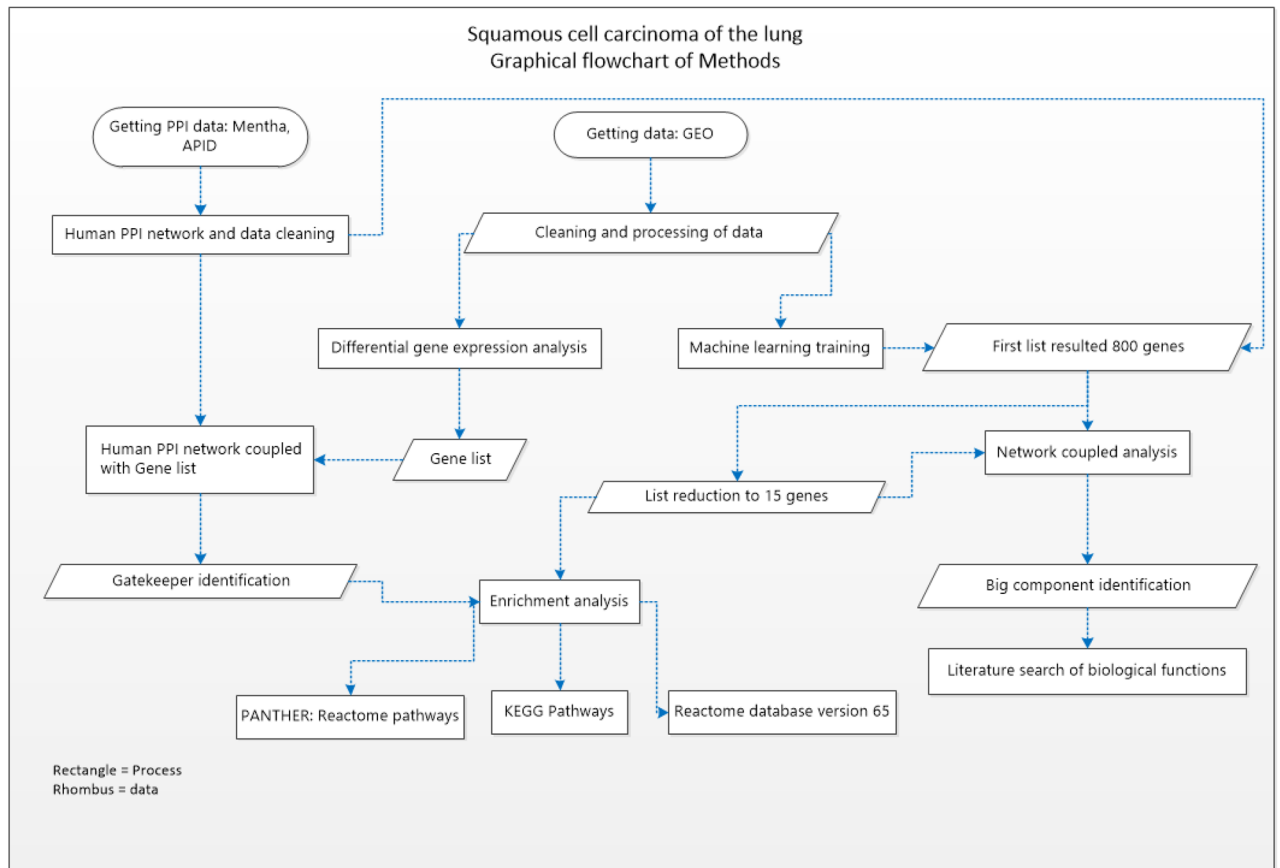 Squamous cell carcinoma of the lung
Graphical flowchart of Methods
Getting PPI data: Mentha,
APID
Getting data: GEO
Human PPI network and data cleaning
Cleaning and processing of data
Differential gene expression analysis
Machine learning training
First list resulted 800 genes
Human PPI network coupled
with Gene list
Gene list
Network coupled analysis
List reduction to 15 genes
Gatekeeper identification
Enrichment analysis
Big component identification
Literature search of biological functions
PANTHER: Reactome pathways
KEGG Pathways
Reactome database version 65
Rectangle = Process
Rhombus = data